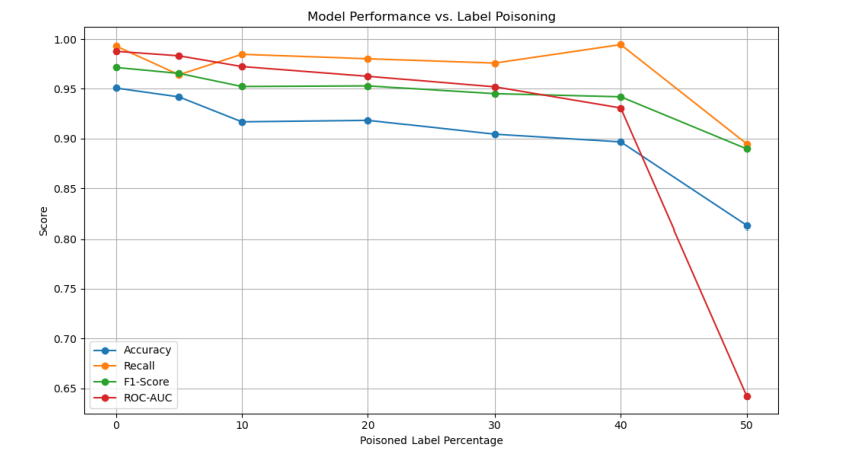 Model Performance vs. Label Poisoning
1.00
0.95
0.90
0.85
0.80
0.75
0.70
0.65
Score
Accuracy
Recall
F1-Score
ROC-AUC
0 10 20 30 40 50
Poisoned Label Percentage